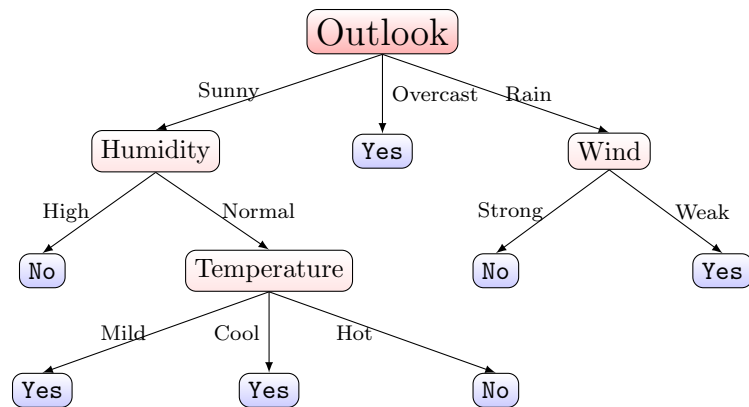 Outlook
Sunny
Overcast
Rain
Humidity
Yes
Wind
High
Normal
Strong
Weak
No
Temperature
No
Yes
Mild
Cool
Hot
Yes
Yes
No